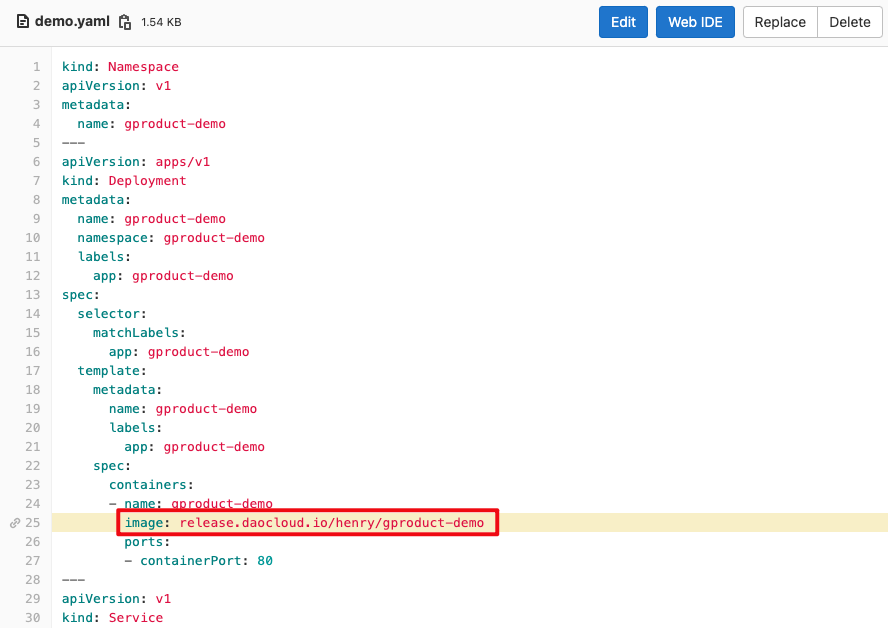 demo.yaml 1.54 KB Edit Web IDE Replace Delete
1 kind: Namespace
2 apiVersion: v1
3 metadata:
4   name: gproduct-demo
5 ---
6 apiVersion: apps/v1
7 kind: Deployment
8 metadata:
9   name: gproduct-demo
10   namespace: gproduct-demo
11   labels:
12     app: gproduct-demo
13 spec:
14   selector:
15     matchLabels:
16       app: gproduct-demo
17   template:
18     metadata:
19       name: gproduct-demo
20       labels:
21         app: gproduct-demo
22     spec:
23       containers:
24       - name: gproduct-demo
25         image: release.daocloud.io/henry/gproduct-demo
26         ports:
27         - containerPort: 80
28 ---
29 apiVersion: v1
30 kind: Service